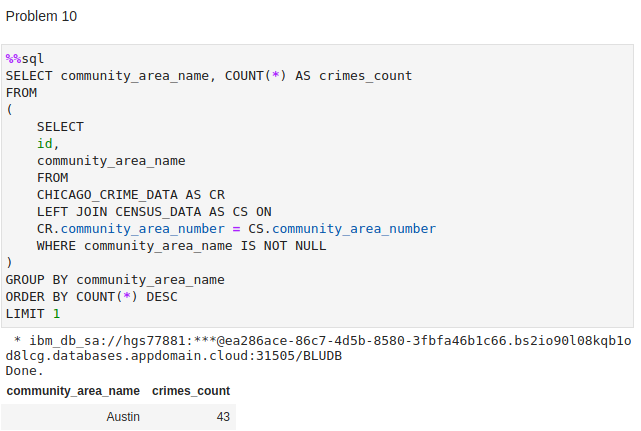 Problem 10
%%sql
SELECT community_area_name, COUNT(*) AS crimes_count
FROM
(
    SELECT
    id,
    community_area_name
    FROM
    CHICAGO_CRIME_DATA AS CR
    LEFT JOIN CENSUS_DATA AS CS ON
    CR.community_area_number = CS.community_area_number
    WHERE community_area_name IS NOT NULL
)
GROUP BY community_area_name
ORDER BY COUNT(*) DESC
LIMIT 1
 * ibm_db_sa://hgs77881:***@ea286ace-86c7-4d5b-8580-3fbfa46b1c66.bs2io90l08kqb1o
d8lcg.databases.appdomain.cloud:31505/BLUDB
Done.
community_area_name crimes_count
Austin 43